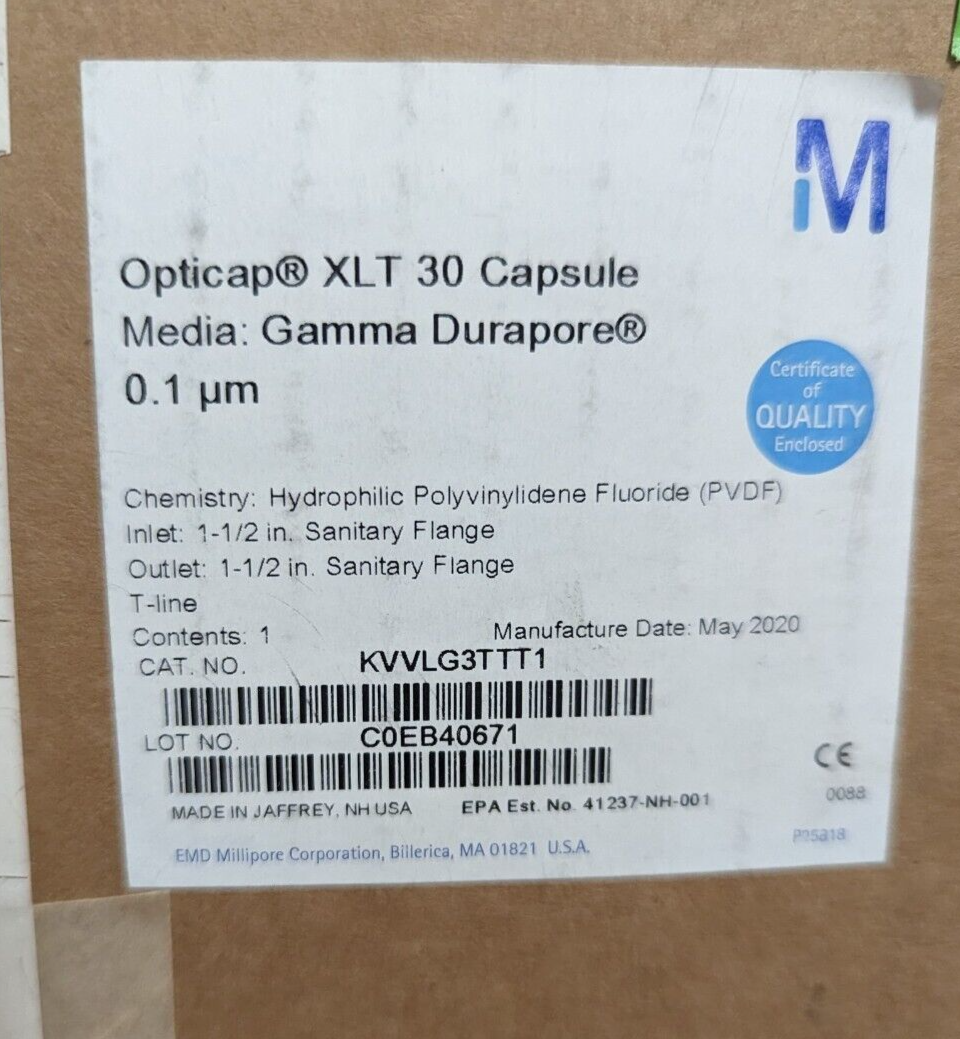 M
Opticap® XLT 30 Capsule
Media: Gamma Durapore®
0.1 µm
Certificate
of
QUALITY
Enclosed
Chemistry: Hydrophilic Polyvinylidene Fluoride (PVDF)
Inlet: 1-1/2 in. Sanitary Flange
Outlet: 1-1/2 in. Sanitary Flange
T-line
Contents: 1 Manufacture Date: May 2020
CAT. NO. KVVLG3TTT1
LOT NO. C0EB40671
CE
0088
MADE IN JAFFREY, NH USA EPA Est. No. 41237-NH-001
P25318
EMD Millipore Corporation, Billerica, MA 01821 U.S.A.